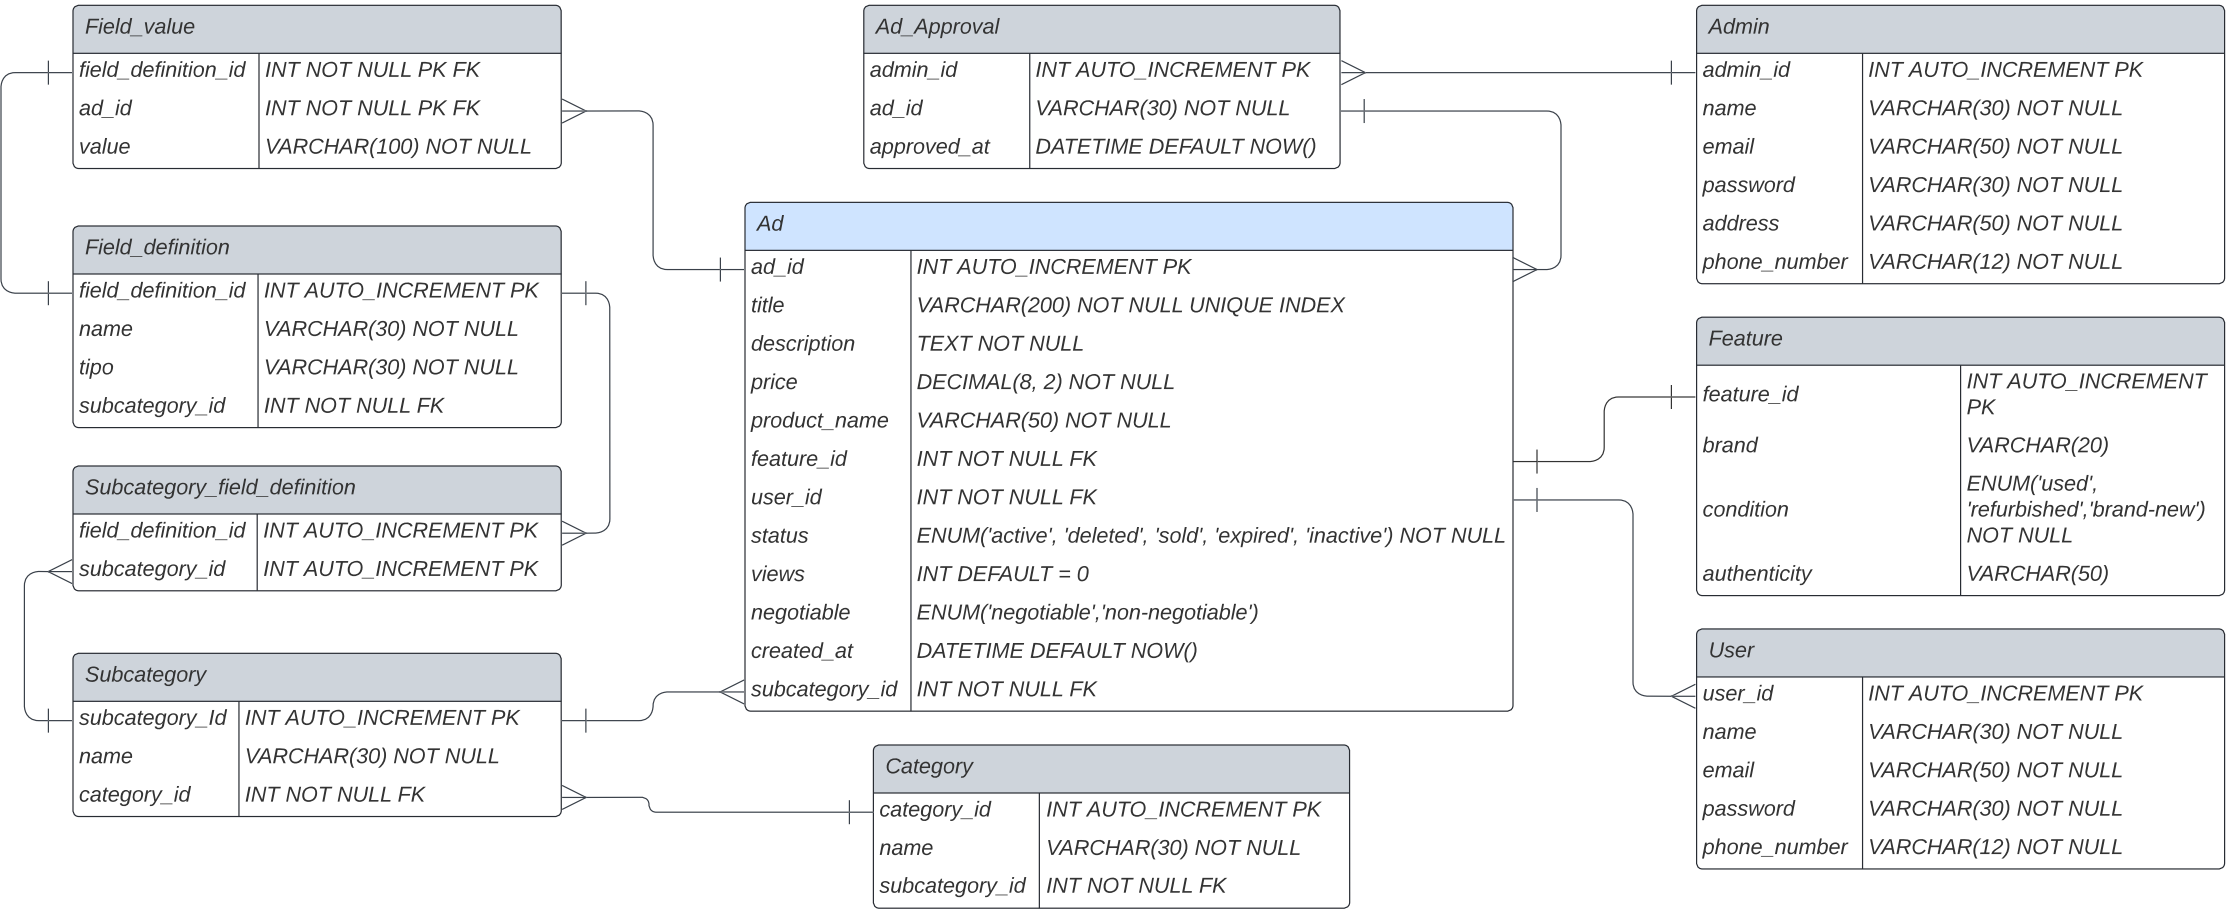 Field_value
field_definition_id INT NOT NULL PK FK
ad_id INT NOT NULL PK FK
value VARCHAR(100) NOT NULL
Ad_Approval
admin_id INT AUTO_INCREMENT PK
ad_id VARCHAR(30) NOT NULL
approved_at DATETIME DEFAULT NOW()
Admin
admin_id INT AUTO_INCREMENT PK
name VARCHAR(30) NOT NULL
email VARCHAR(50) NOT NULL
password VARCHAR(30) NOT NULL
address VARCHAR(50) NOT NULL
phone_number VARCHAR(12) NOT NULL
Field_definition
field_definition_id INT AUTO_INCREMENT PK
name VARCHAR(30) NOT NULL
tipo VARCHAR(30) NOT NULL
subcategory_id INT NOT NULL FK
Ad
ad_id INT AUTO_INCREMENT PK
title VARCHAR(200) NOT NULL UNIQUE INDEX
description TEXT NOT NULL
price DECIMAL(8, 2) NOT NULL
product_name VARCHAR(50) NOT NULL
feature_id INT NOT NULL FK
user_id INT NOT NULL FK
status ENUM('active', 'deleted', 'sold', 'expired', 'inactive') NOT NULL
views INT DEFAULT = 0
negotiable ENUM('negotiable','non-negotiable')
created_at DATETIME DEFAULT NOW()
subcategory_id INT NOT NULL FK
Feature
feature_id INT AUTO_INCREMENT
PK
brand VARCHAR(20)
condition ENUM('used',
'refurbished','brand-new')
NOT NULL
authenticity VARCHAR(50)
Subcategory_field_definition
field_definition_id INT AUTO_INCREMENT PK
subcategory_id INT AUTO_INCREMENT PK
Subcategory
subcategory_Id INT AUTO_INCREMENT PK
name VARCHAR(30) NOT NULL
category_id INT NOT NULL FK
Category
category_id INT AUTO_INCREMENT PK
name VARCHAR(30) NOT NULL
subcategory_id INT NOT NULL FK
User
user_id INT AUTO_INCREMENT PK
name VARCHAR(30) NOT NULL
email VARCHAR(50) NOT NULL
password VARCHAR(30) NOT NULL
phone_number VARCHAR(12) NOT NULL